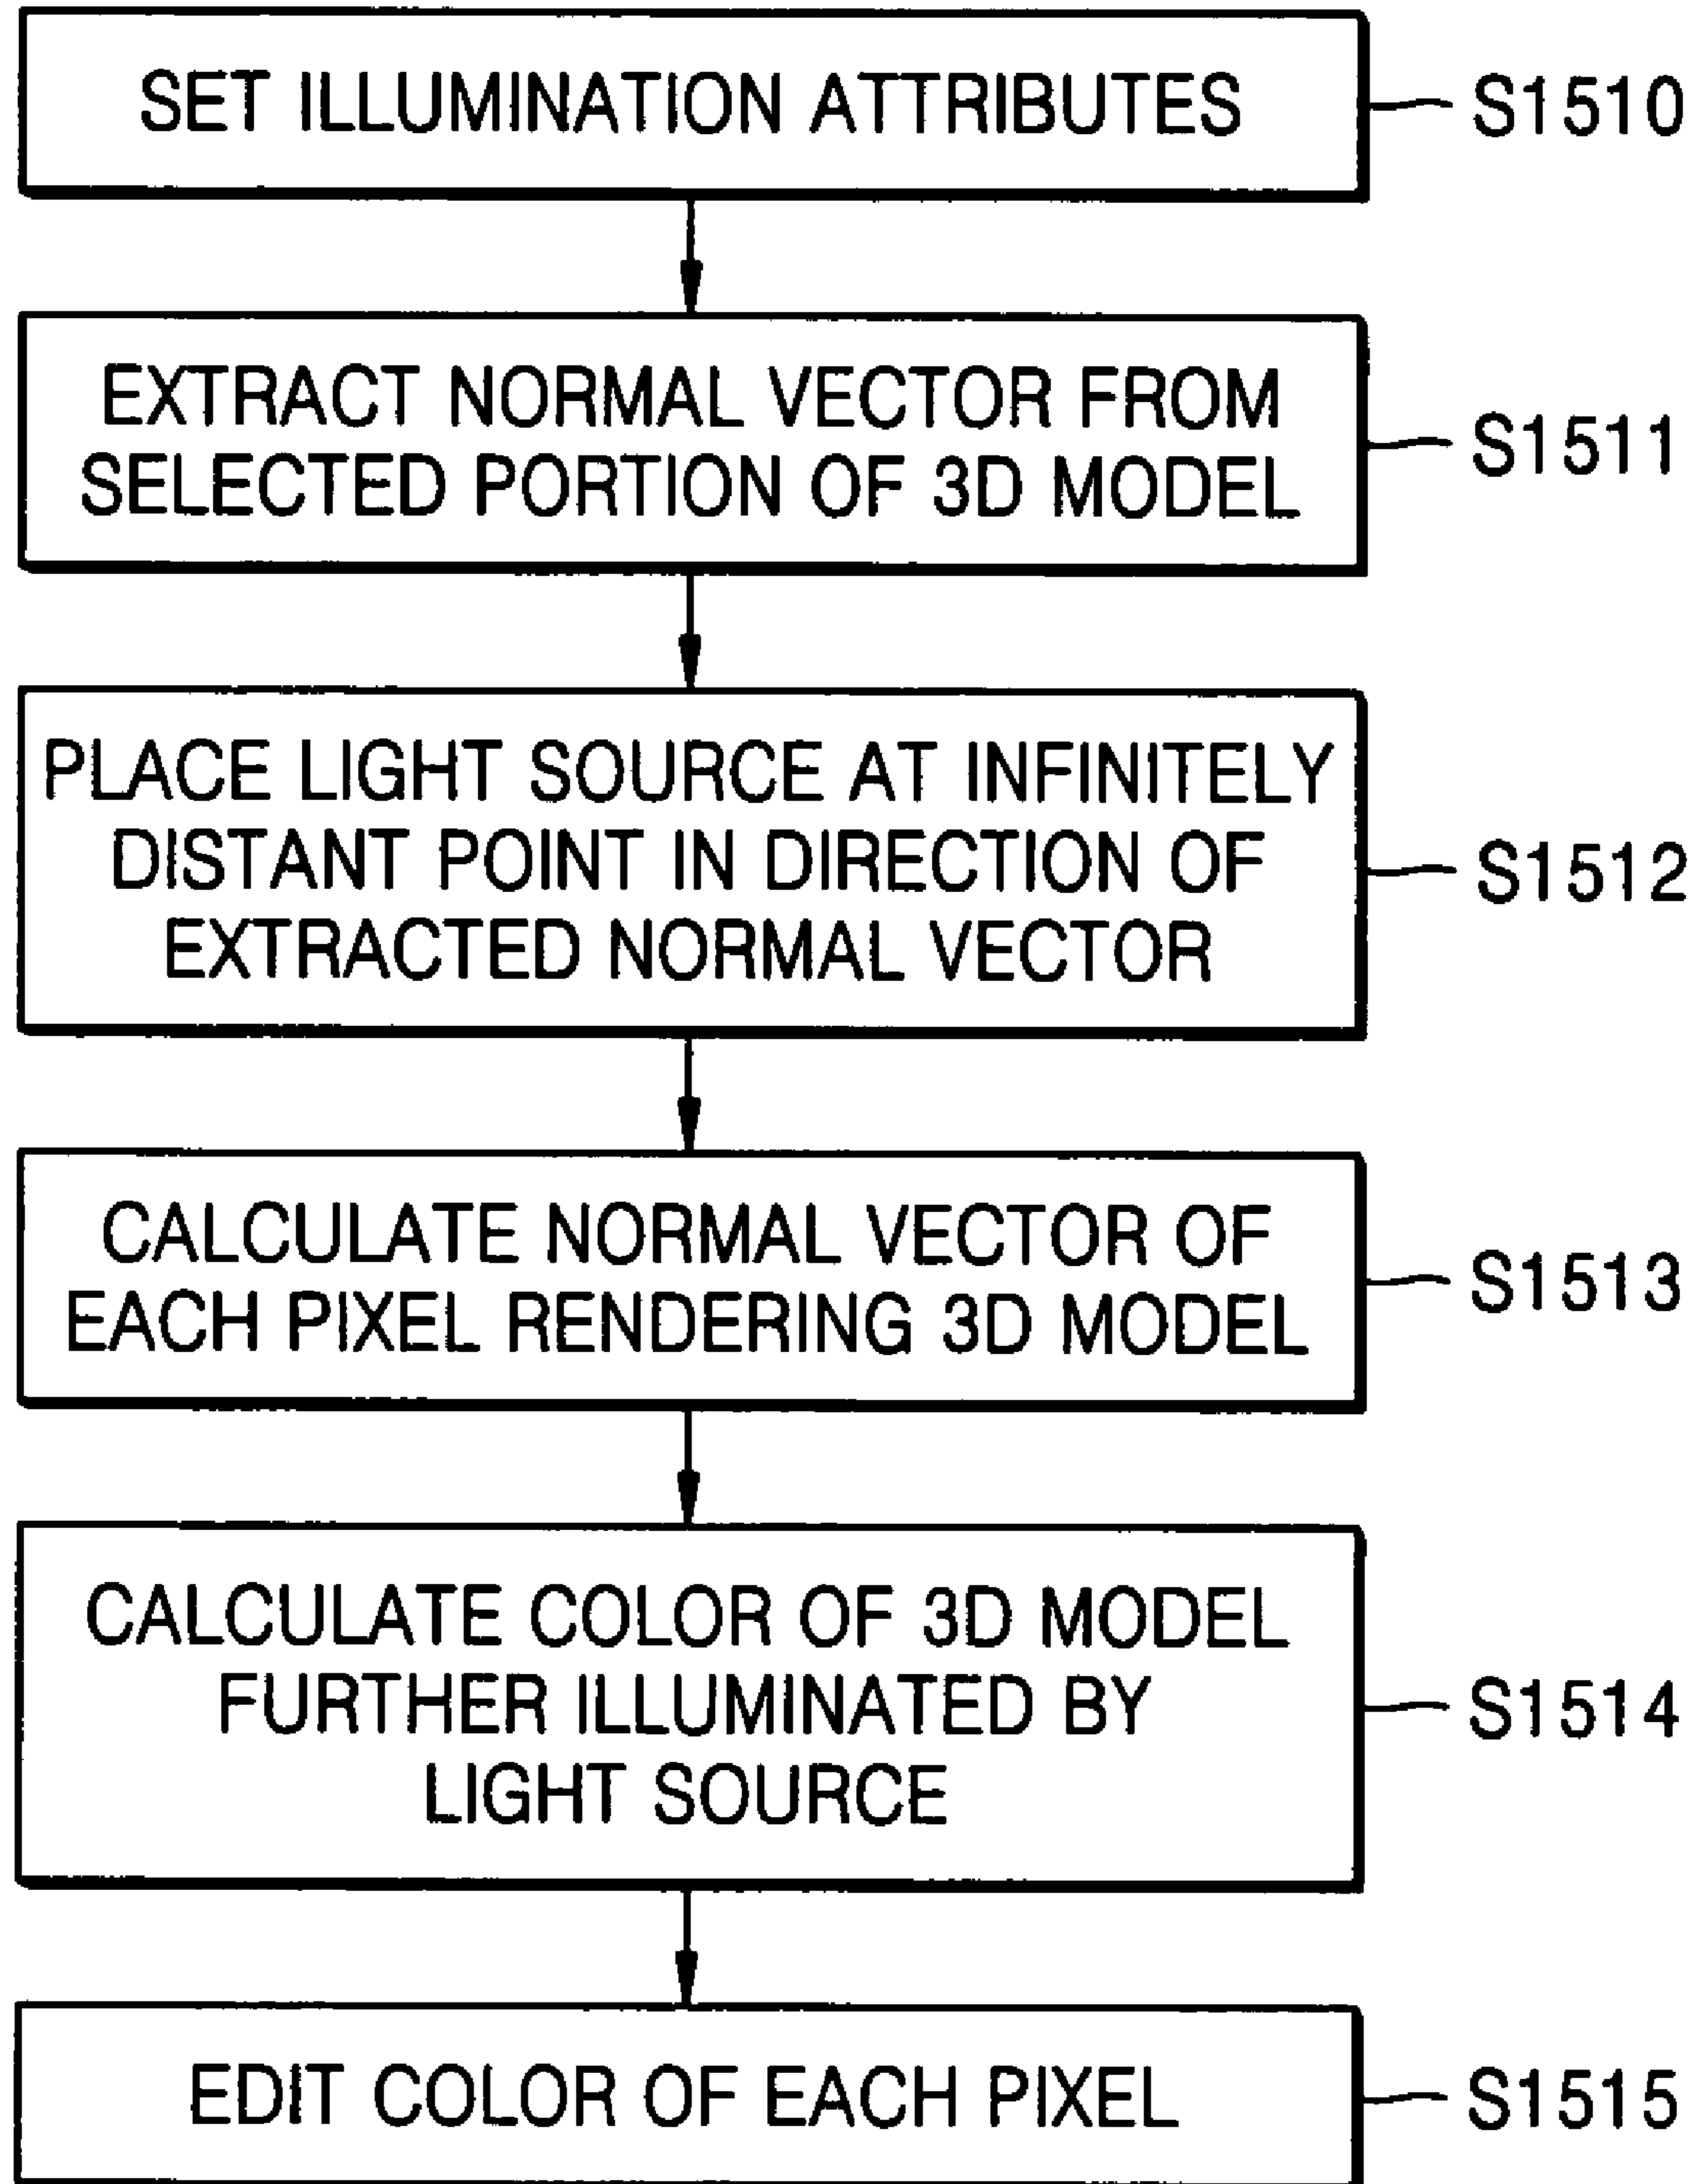 SET ILLUMINATION ATTRIBUTES
S1510
EXTRACT NORMAL VECTOR FROM
SELECTED PORTION OF 3D MODEL
S1511
PLACE LIGHT SOURCE AT INFINITELY
DISTANT POINT IN DIRECTION OF
EXTRACTED NORMAL VECTOR
S1512
CALCULATE NORMAL VECTOR OF
EACH PIXEL RENDERING 3D MODEL
S1513
CALCULATE COLOR OF 3D MODEL
FURTHER ILLUMINATED BY
LIGHT SOURCE
S1514
EDIT COLOR OF EACH PIXEL
S1515